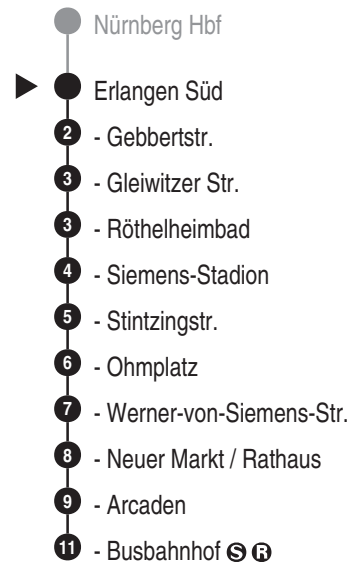 Nürnberg Hbf
Erlangen Süd
2 - Gebbertstr.
3 - Gleiwitzer Str.
3 - Röthelheimbad
4 - Siemens-Stadion
5 - Stintzingstr.
6 - Ohmplatz
7 - Werner-von-Siemens-Str.
8 - Neuer Markt / Rathaus
9 - Arcaden
11 - Busbahnhof S R